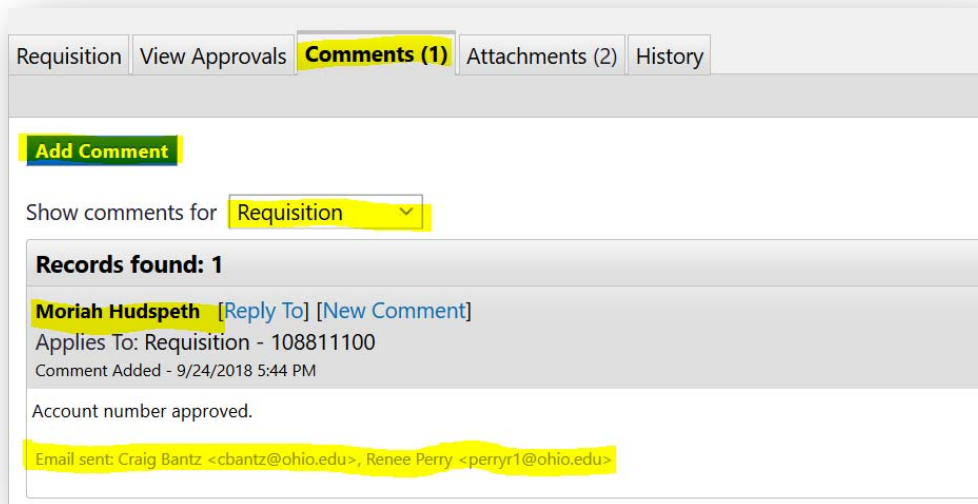 Requisition View Approvals Comments (1) Attachments (2) History
Add Comment
Show comments for Requisition
Records found: 1
Moriah Hudspeth [Reply To] [New Comment]
Applies To: Requisition - 108811100
Comment Added - 9/24/2018 5:44 PM
Account number approved.
Email sent: Craig Bantz <cbantz@ohio.edu>, Renee Perry <perryr1@ohio.edu>